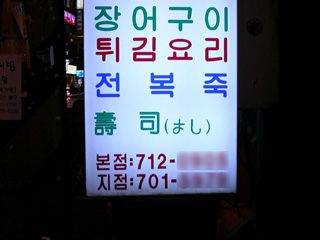 장어구이
튀김요리
전복죽
壽司(よし)
본점:712-
지점:701-